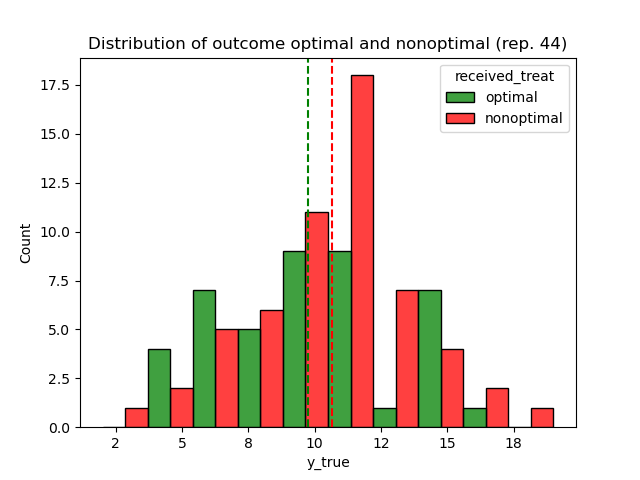 Distribution of outcome optimal and nonoptimal (rep. 44)
received_treat
optimal
nonoptimal
17.5
15.0
12.5
10.0
7.5
5.0
2.5
0.0
Count
2 5 8 10 12 15 18
y_true